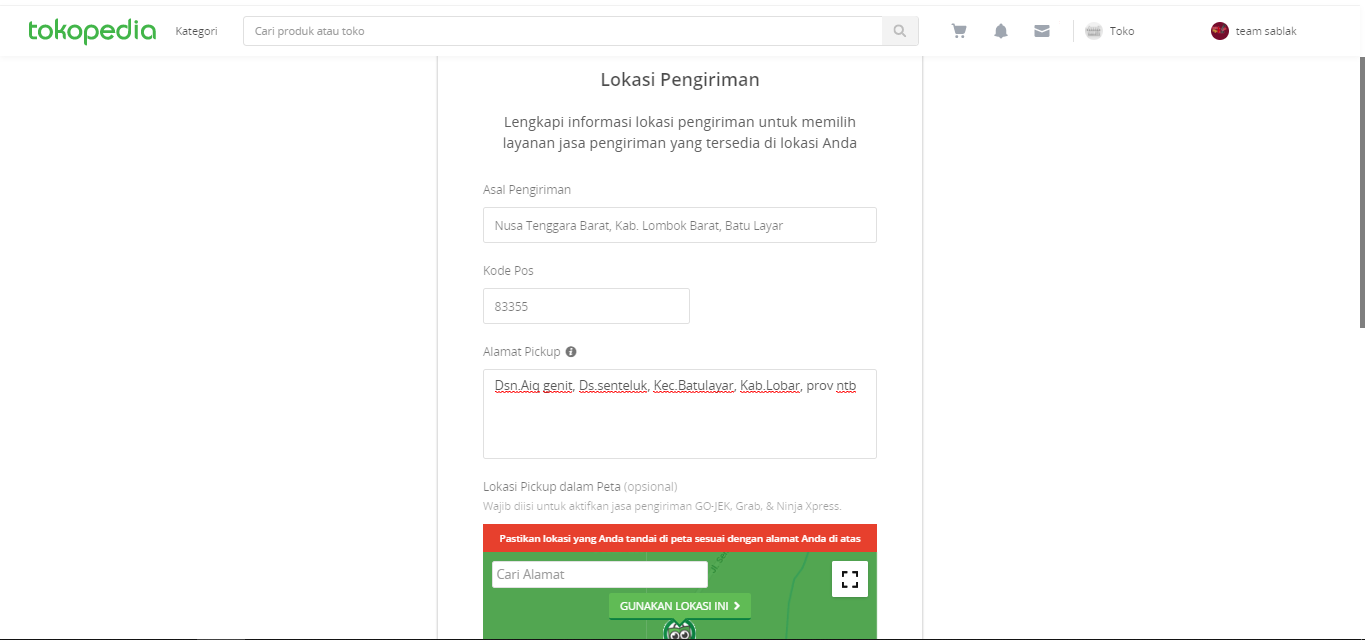 tokopedia Kategori Cari produk atau toko Toko team sablak
Lokasi Pengiriman
Lengkapi informasi lokasi pengiriman untuk memilih
layanan jasa pengiriman yang tersedia di lokasi Anda
Asal Pengiriman
Nusa Tenggara Barat, Kab. Lombok Barat, Batu Layar
Kode Pos
83355
Alamat Pickup
Dsn.Aiq genit, Ds.senteluk, Kec.Batulayar, Kab.Lobar, prov ntb
Lokasi Pickup dalam Peta (opsional)
Wajib diisi untuk aktifkan jasa pengiriman GO-JEK, Grab, & Ninja Xpress.
Pastikan lokasi yang Anda tandai di peta sesuai dengan alamat Anda di atas
Cari Alamat
GUNAKAN LOKASI INI